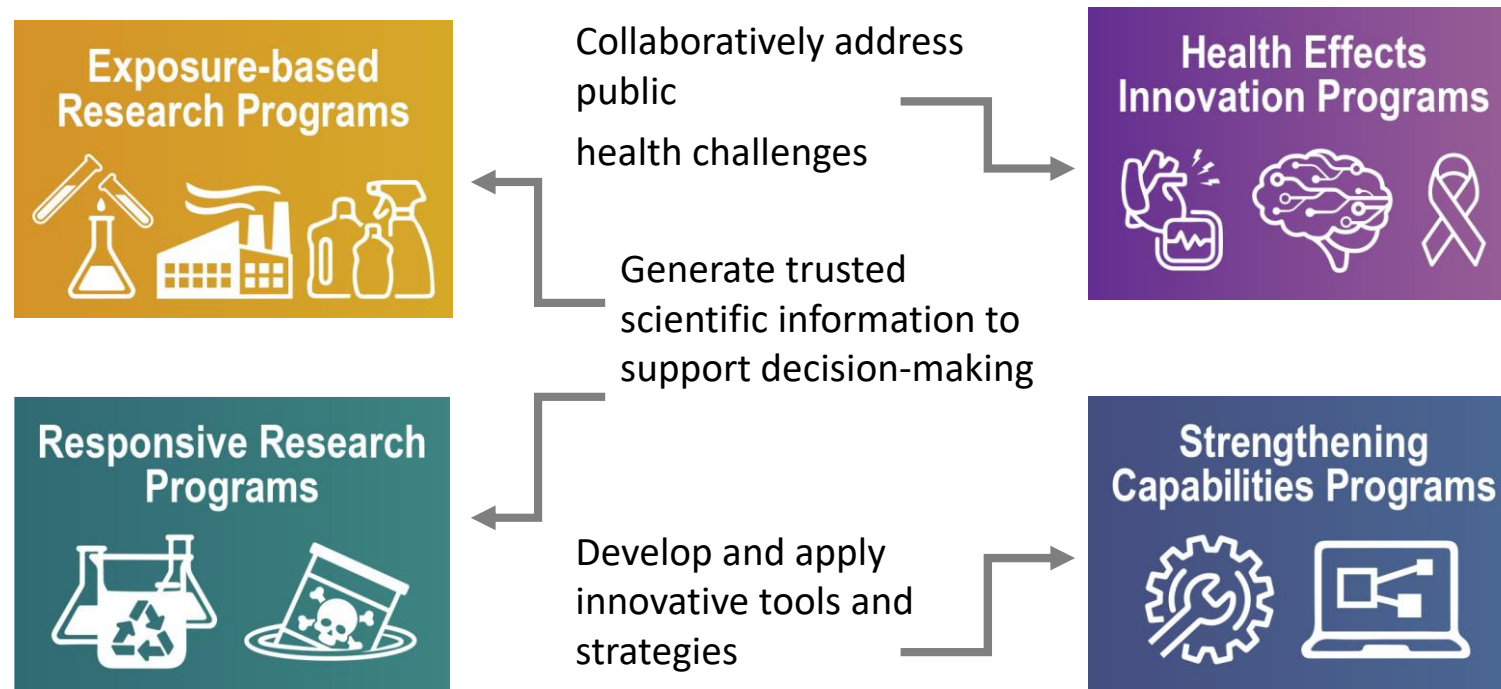 Exposure-based
Research Programs
Collaboratively address
public
health challenges
Health Effects
Innovation Programs
Generate trusted
scientific information to
support decision-making
Responsive Research
Programs
Develop and apply
innovative tools and
strategies
Strengthening
Capabilities Programs